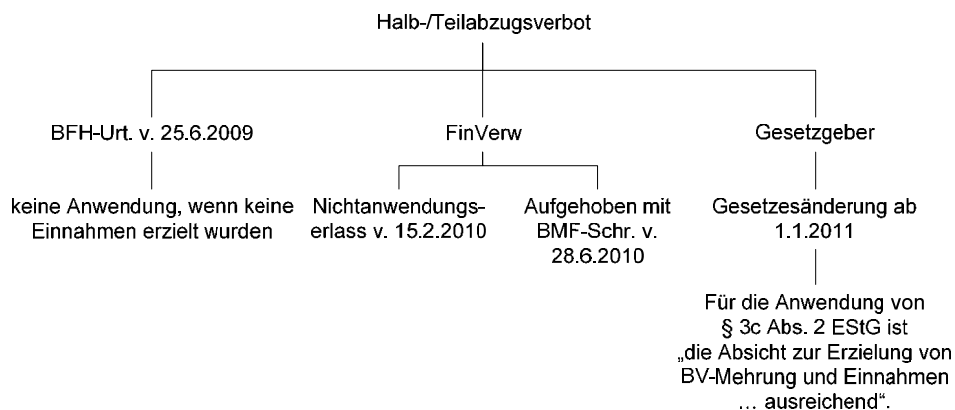 Halb-/Teilabzugsverbot
BFH-Urt. v. 25.6.2009
FinVerw
Gesetzgeber
keine Anwendung, wenn keine
Einnahmen erzielt wurden
Nichtanwendungs-
erlass v. 15.2.2010
Aufgehoben mit
BMF-Schr. v.
28.6.2010
Gesetzesänderung ab
1.1.2011
Für die Anwendung von
§ 3c Abs. 2 EStG ist
„die Absicht zur Erzielung von
BV-Mehrung und Einnahmen
... ausreichend“.